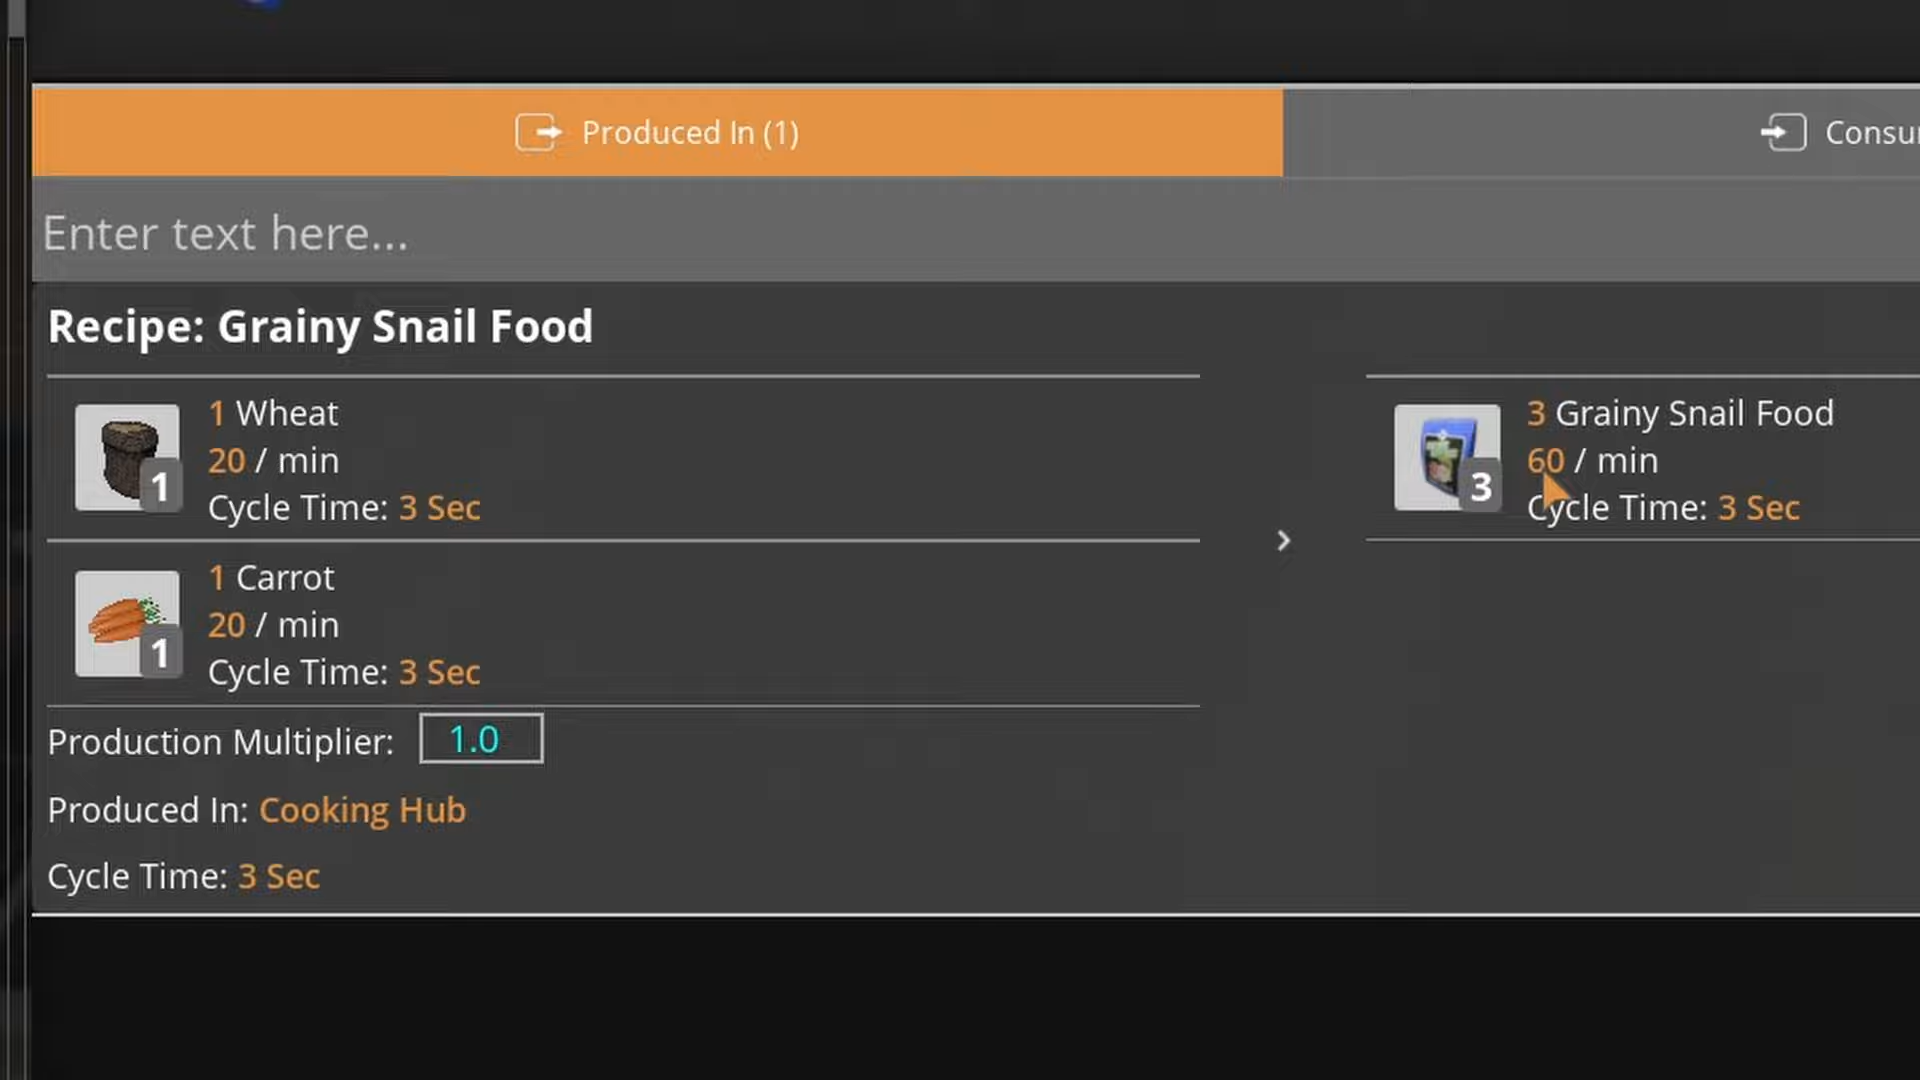 Produced In (1)
Consu
Enter text here...
Recipe: Grainy Snail Food
1 Wheat
20 / min
Cycle Time: 3 Sec
1
1 Carrot
20 / min
Cycle Time: 3 Sec
1
3 Grainy Snail Food
60 / min
Cycle Time: 3 Sec
3
Production Multiplier: 1.0
Produced In: Cooking Hub
Cycle Time: 3 Sec